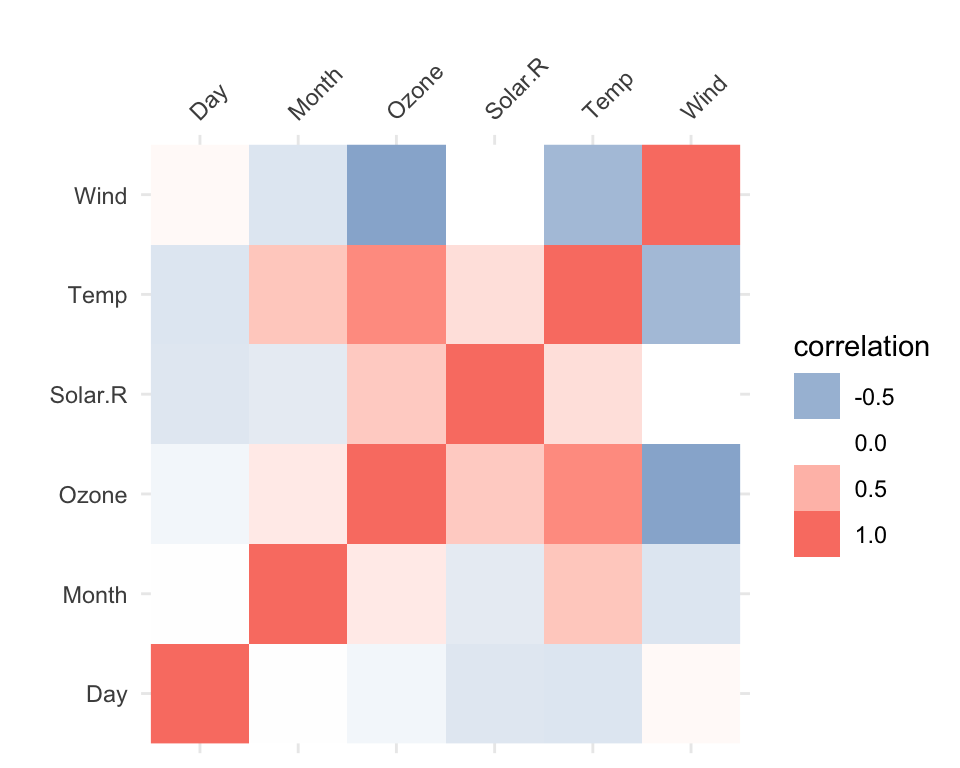 Day Month Ozone Solar.R Temp Wind
Wind
Temp
Solar.R
Ozone
Month
Day
correlation
-0.5
0.0
0.5
1.0